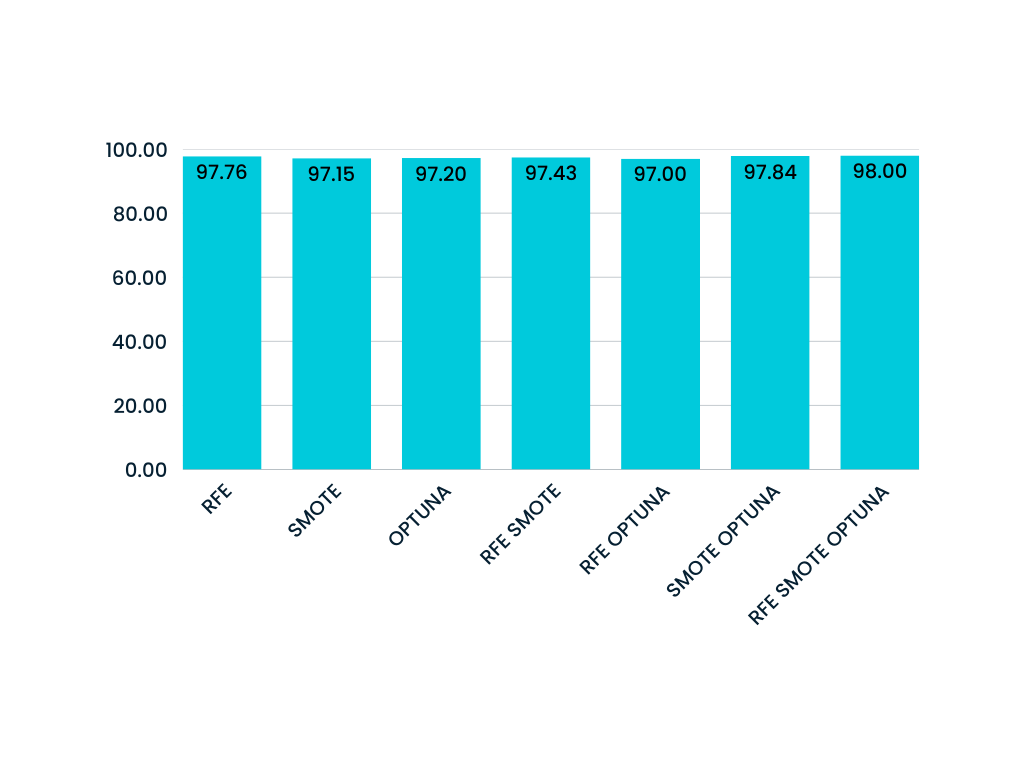 100.00
80.00
60.00
40.00
20.00
0.00
97.76
97.15
97.20
97.43
97.00
97.84
98.00
RFE
SMOTE
OPTUNA
RFE SMOTE
RFE OPTUNA
SMOTE OPTUNA
RFE SMOTE OPTUNA